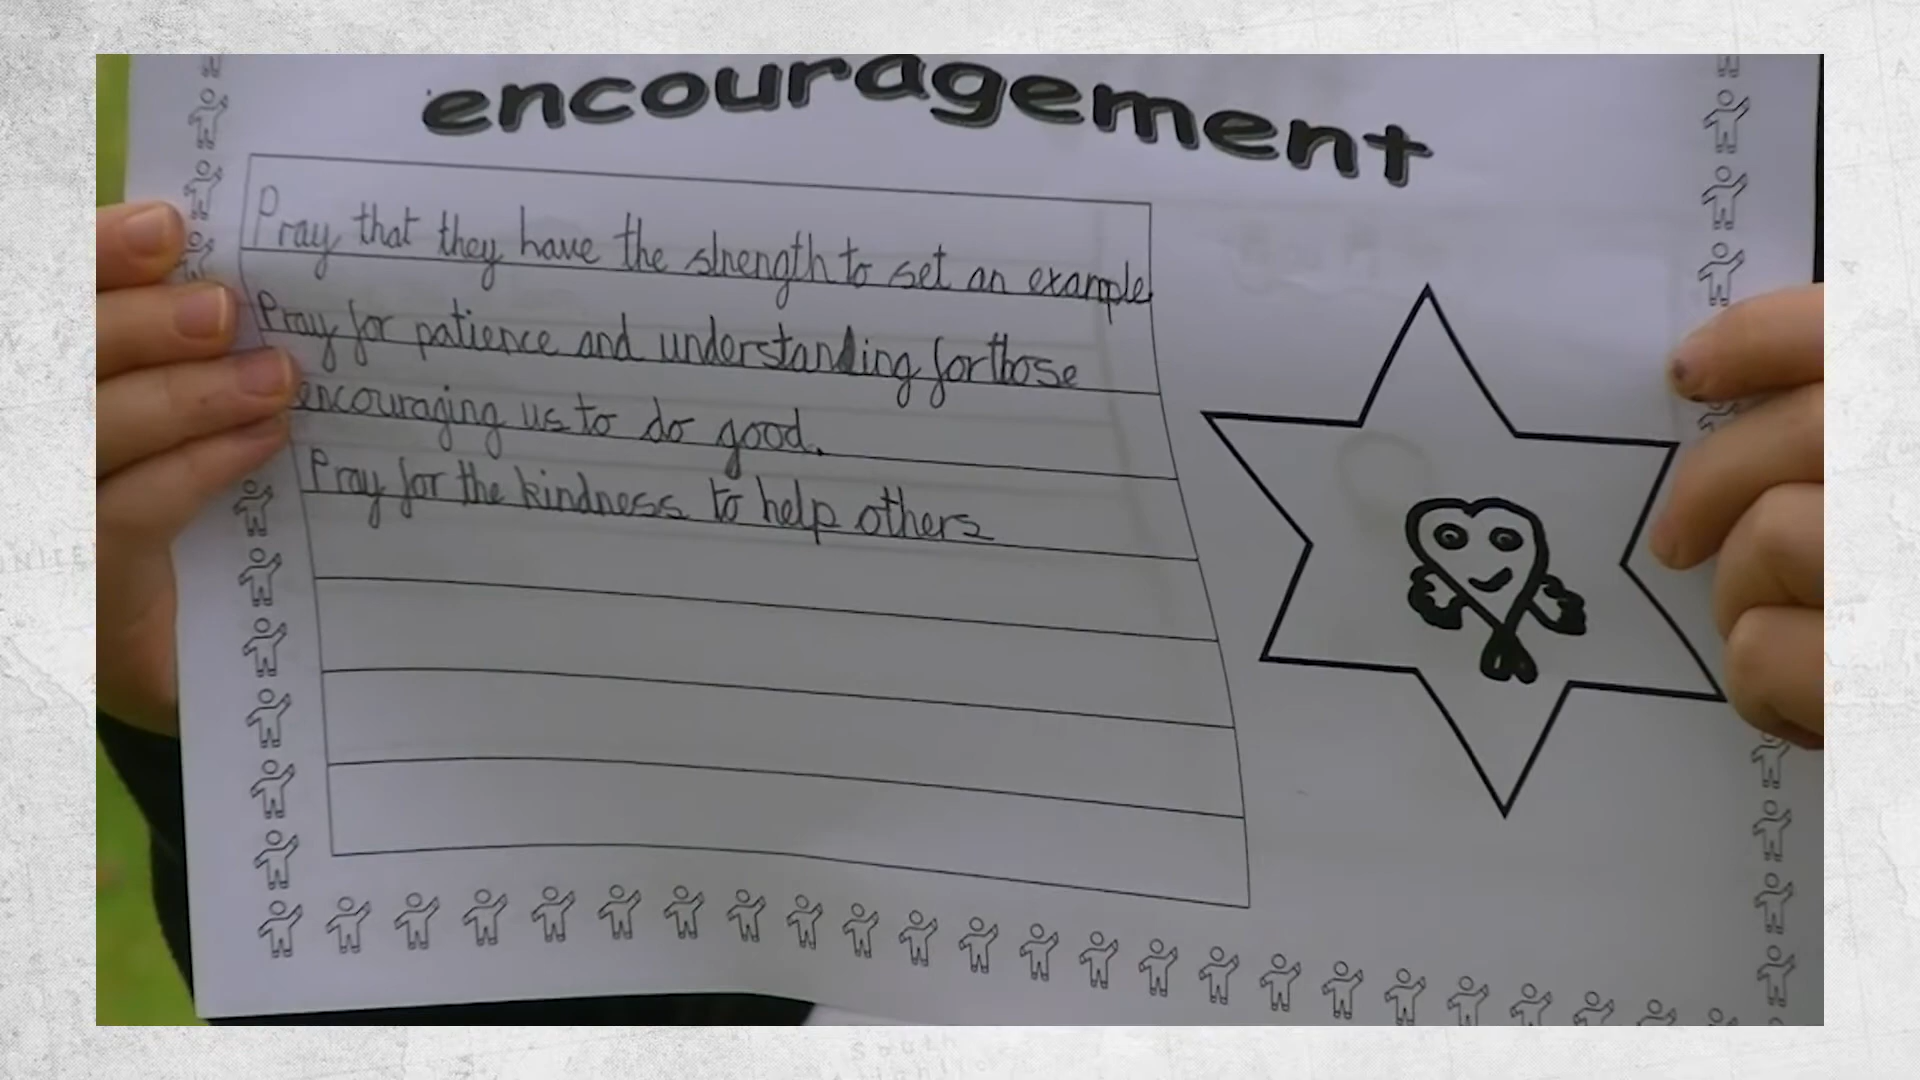 encouragement
Pray that they have the strength to set an example
Pray for patience and understanding for those
encouraging us to do good.
Pray for the kindness to help others